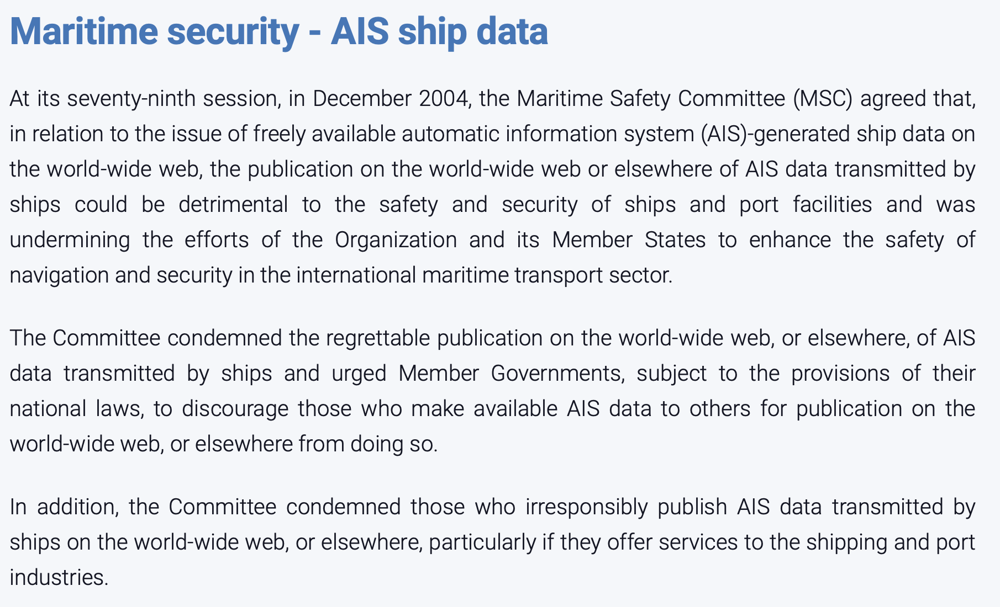 Maritime security - AIS ship data
At its seventy-ninth session, in December 2004, the Maritime Safety Committee (MSC) agreed that,
in relation to the issue of freely available automatic information system (AIS)-generated ship data on
the world-wide web, the publication on the world-wide web or elsewhere of AIS data transmitted by
ships could be detrimental to the safety and security of ships and port facilities and was
undermining the efforts of the Organization and its Member States to enhance the safety of
navigation and security in the international maritime transport sector.
The Committee condemned the regrettable publication on the world-wide web, or elsewhere, of AIS
data transmitted by ships and urged Member Governments, subject to the provisions of their
national laws, to discourage those who make available AIS data to others for publication on the
world-wide web, or elsewhere from doing so.
In addition, the Committee condemned those who irresponsibly publish AIS data transmitted by
ships on the world-wide web, or elsewhere, particularly if they offer services to the shipping and port
industries.